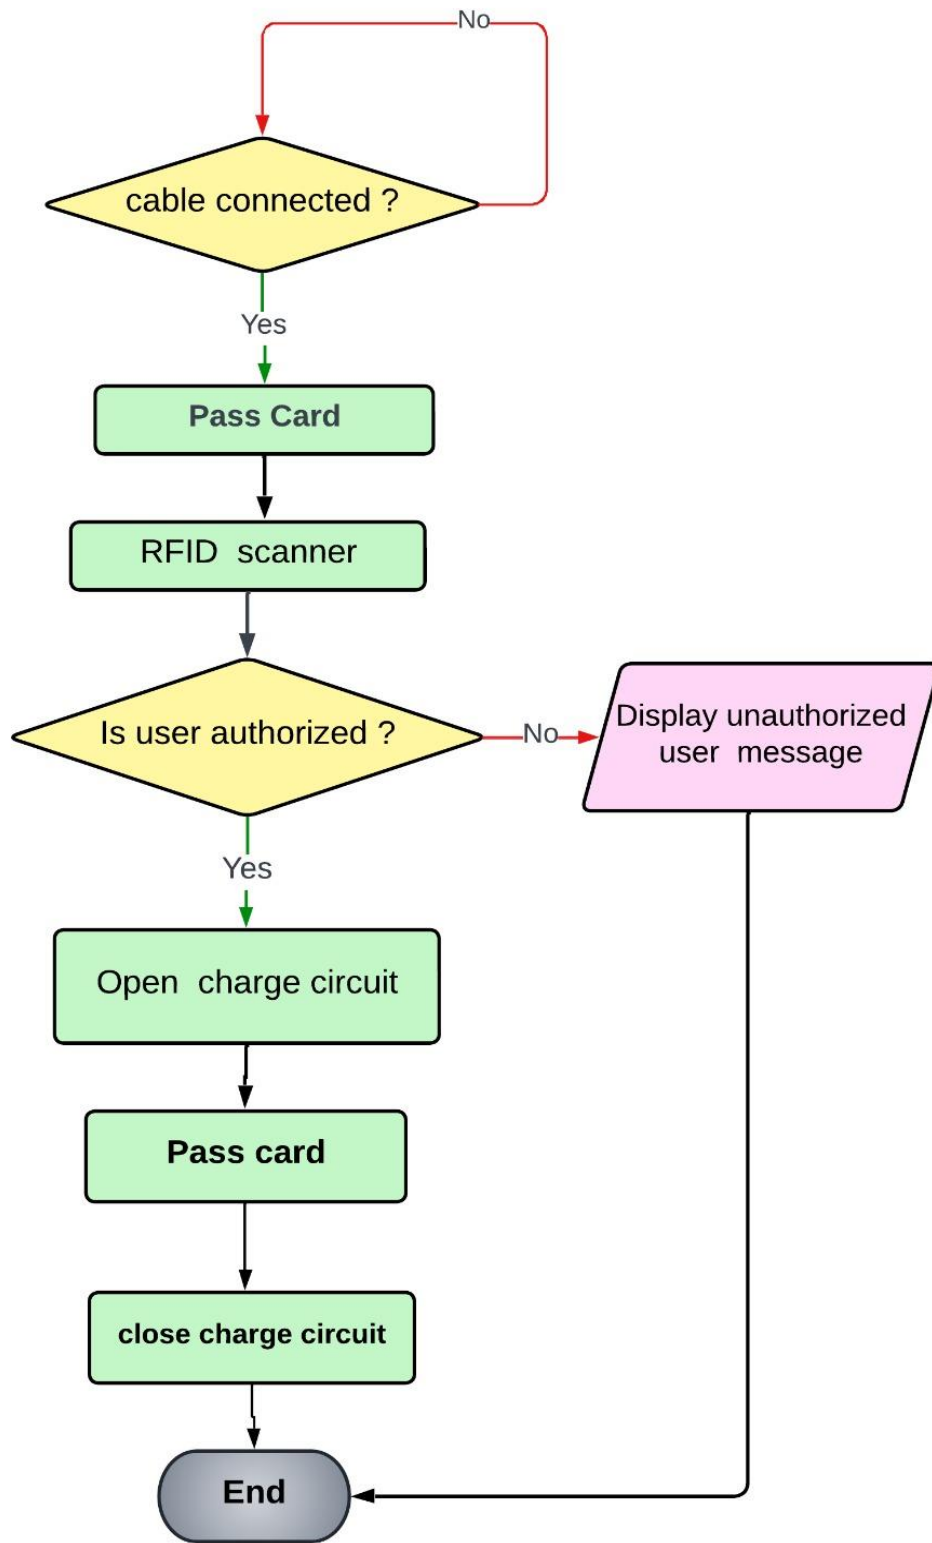 No
cable connected ?
Yes
Pass Card
RFID scanner
Is user authorized ?
No
Display unauthorized
user message
Yes
Open charge circuit
Pass card
close charge circuit
End